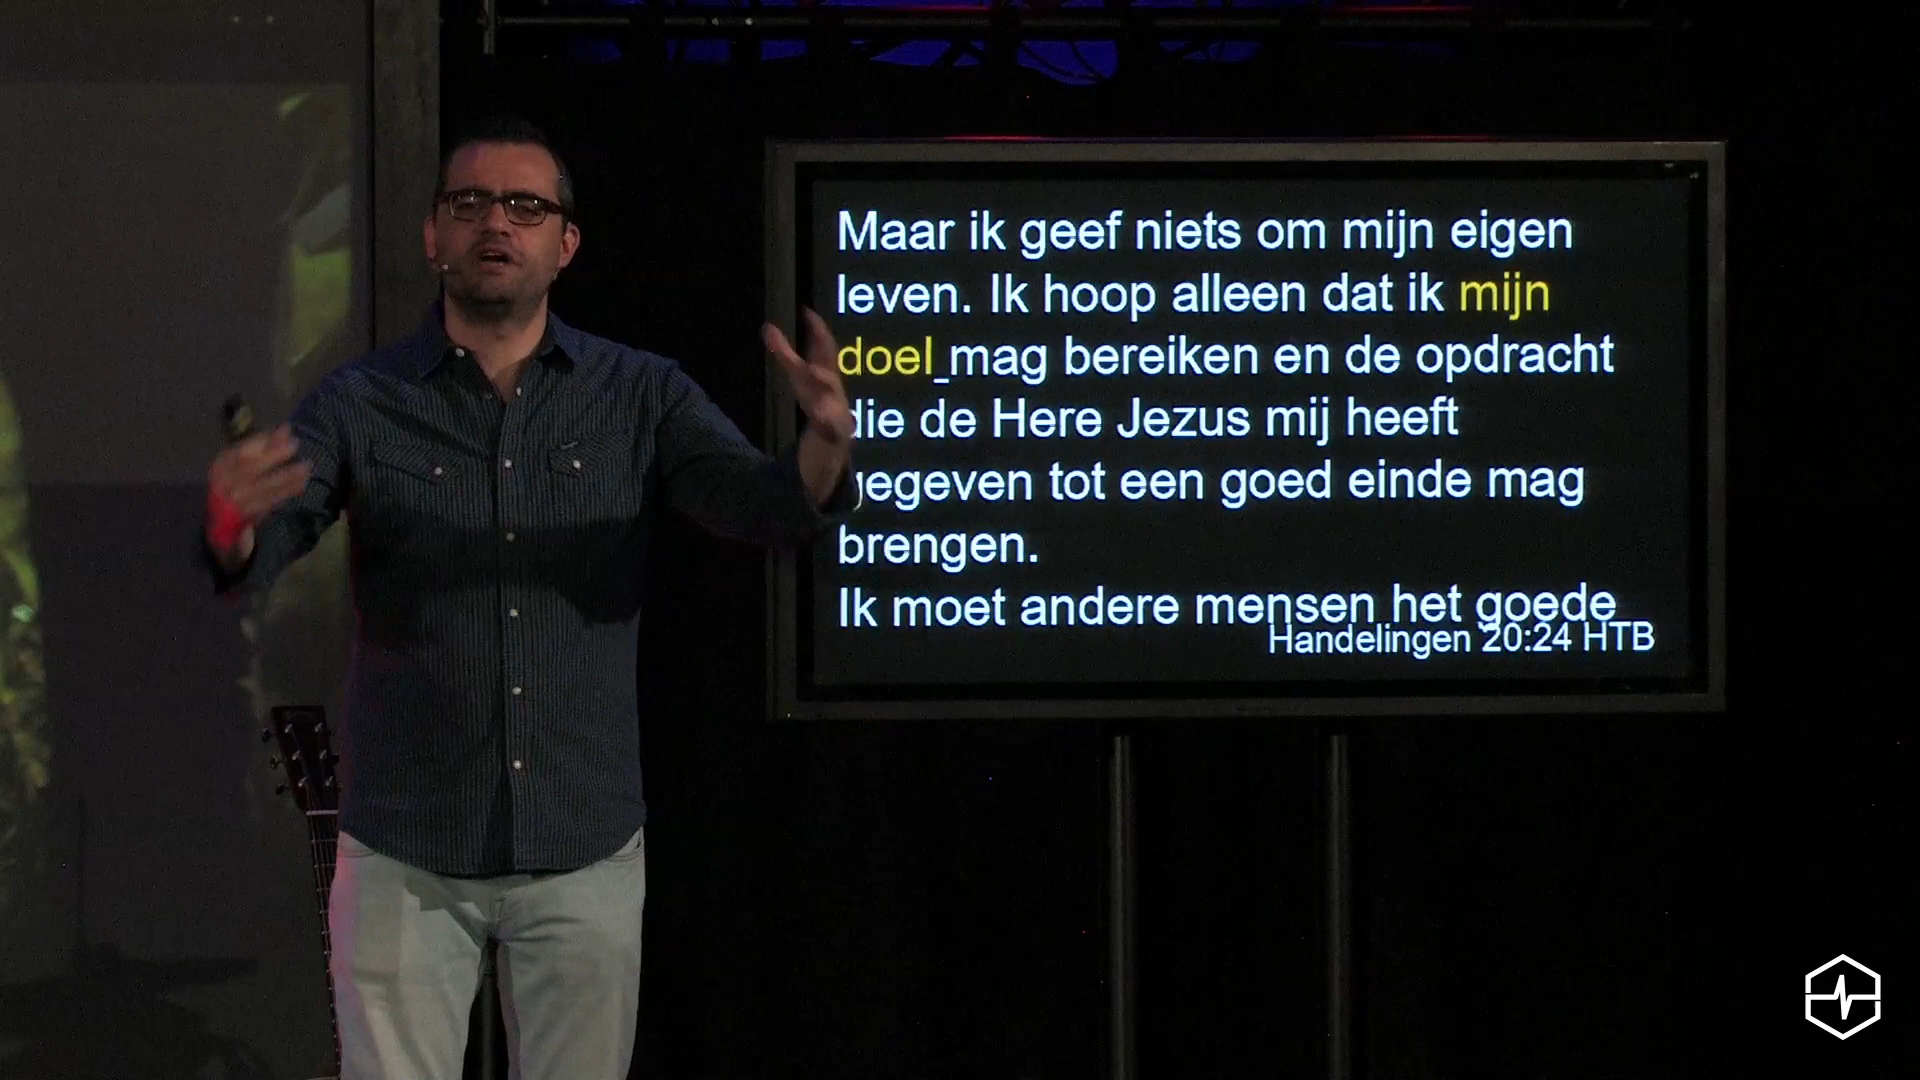 Maar ik geef niets om mijn eigen
leven. Ik hoop alleen dat ik mijn
doel mag bereiken en de opdracht
die de Here Jezus mij heeft
gegeven tot een goed einde mag
brengen.
Ik moet andere mensen het goede
Handelingen 20:24 HTB